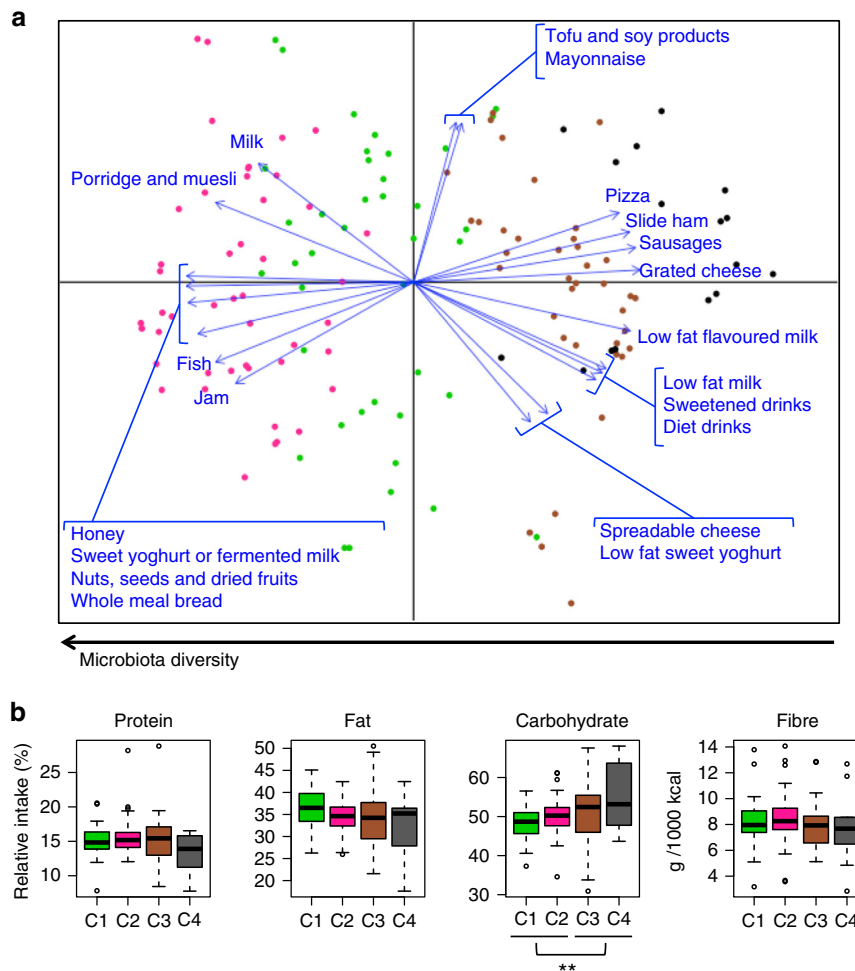 a
Tofu and soy products
Mayonnaise
Milk
Porridge and muesli
Pizza
Slide ham
Sausages
Grated cheese
Low fat flavoured milk
Fish
Jam
Low fat milk
Sweetened drinks
Diet drinks
Honey
Sweet yoghurt or fermented milk
Nuts, seeds and dried fruits
Whole meal bread
Spreadable cheese
Low fat sweet yoghurt
Microbiota diversity
b
Protein
Relative intake (%)
25
20
15
10
C1 C2 C3 C4
Fat
50
45
40
35
30
25
20
C1 C2 C3 C4
Carbohydrate
60
50
40
30
C1 C2 C3 C4
**
Fibre
g /1000 kcal
14
12
10
8
6
4
C1 C2 C3 C4